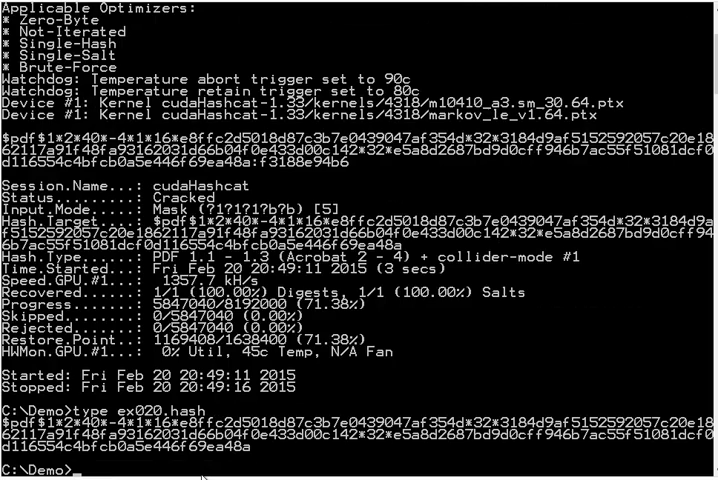 Applicable Optimizers:
* Zero-Byte
* Not-Iterated
* Single-Hash
* Single-Salt
* Brute-Force
Watchdog: Temperature abort trigger set to 90c
Watchdog: Temperature retain trigger set to 80c
Device #1: Kernel cudaHashcat-1.33/kernels/4318/m10410_a3.sm_30.64.ptx
Device #1: Kernel cudaHashcat-1.33/kernels/4318/markov_le_v1.64.ptx
$pdf$1*2*40*-4*1*16*e8ffc2d5018d87c3b7e0439047af354d*32*3184d9af5152592057c20e18
62117a91f48fa93162031d66b04f0e433d00c142*32*e5a8d2687bd9d0cff946b7ac55f51081dcf0
d116554c4bfcb0a5e446f69ea48a:f3188e94b6
Session.Name...: cudaHashcat
Status.........: Cracked
Input.Mode.....: Mask (?1?1?1?b?b) [5]
Hash.Target....: $pdf$1*2*40*-4*1*16*e8ffc2d5018d87c3b7e0439047af354d*32*3184d9a
f5152592057c20e1862117a91f48fa93162031d66b04f0e433d00c142*32*e5a8d2687bd9d0cff94
6b7ac55f51081dcf0d116554c4bfcb0a5e446f69ea48a
Hash.Type......: PDF 1.1 - 1.3 (Acrobat 2 - 4) + collider-mode #1
Time.Started...: Fri Feb 20 20:49:11 2015 (3 secs)
Speed.GPU.#1...:  1357.7 kH/s
Recovered......: 1/1 (100.00%) Digests, 1/1 (100.00%) Salts
Progress.......: 5847040/8192000 (71.38%)
Skipped........: 0/5847040 (0.00%)
Rejected.......: 0/5847040 (0.00%)
Restore.Point..: 1169408/1638400 (71.38%)
HWMon.GPU.#1...:  0% Util, 45c Temp, N/A Fan
Started: Fri Feb 20 20:49:11 2015
Stopped: Fri Feb 20 20:49:16 2015
C:\Demo>type ex020.hash
$pdf$1*2*40*-4*1*16*e8ffc2d5018d87c3b7e0439047af354d*32*3184d9af5152592057c20e18
62117a91f48fa93162031d66b04f0e433d00c142*32*e5a8d2687bd9d0cff946b7ac55f51081dcf0
d116554c4bfcb0a5e446f69ea48a
C:\Demo>_